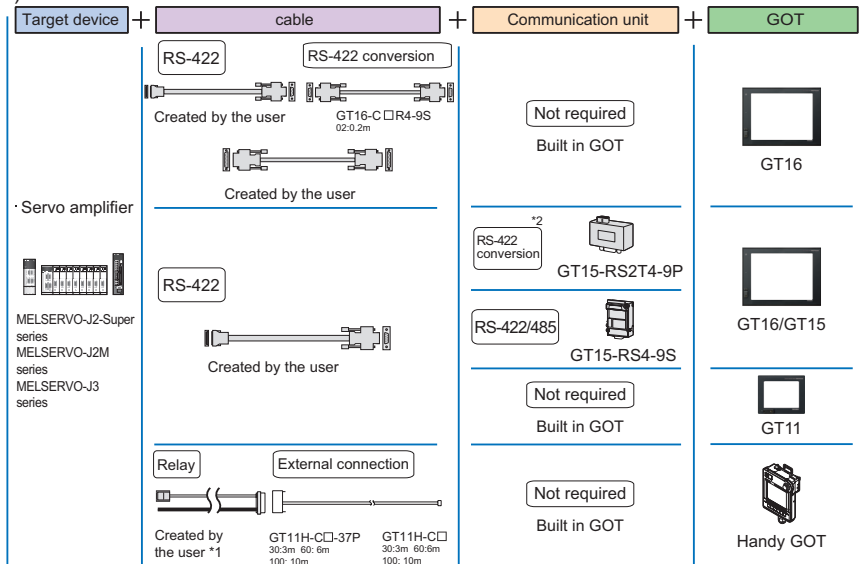 Target device + cable + Communication unit + GOT
RS-422
RS-422 conversion
Created by the user
GT16-C□R4-9S
02:0.2m
Created by the user
Not required
Built in GOT
GT16
·Servo amplifier
MELSERVO-J2-Super
series
MELSERVO-J2M
series
MELSERVO-J3
series
RS-422
Created by the user
*2
RS-422
conversion
GT15-RS2T4-9P
RS-422/485
GT15-RS4-9S
GT16/GT15
Not required
Built in GOT
GT11
Relay
External connection
Created by
the user *1
GT11H-C□-37P
30:3m 60: 6m
100: 10m
GT11H-C□
30:3m 60:6m
100: 10m
Not required
Built in GOT
Handy GOT